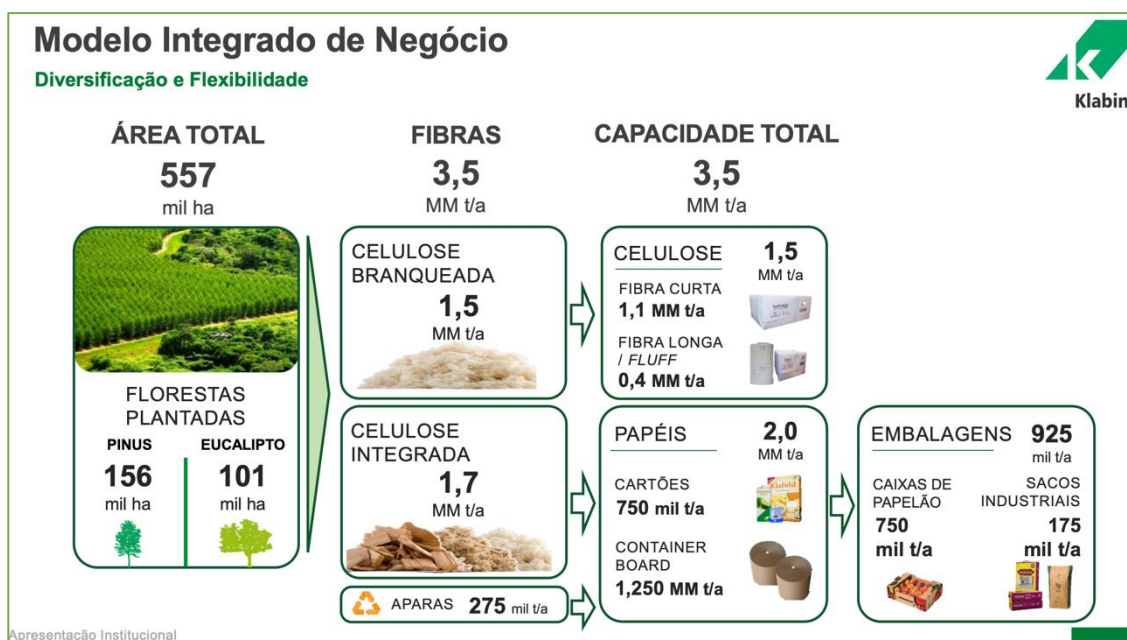 Modelo Integrado de Negócio
Diversificação e Flexibilidade
Klabin
ÁREA TOTAL
557
mil ha
FLORESTAS
PLANTADAS
PINUS
156
mil ha
EUCALIPTO
101
mil ha
FIBRAS
3,5
MM t/a
CELULOSE
BRANQUEADA
1,5
MM t/a
CELULOSE
INTEGRADA
1,7
MM t/a
APARAS 275 mil t/a
CAPACIDADE TOTAL
3,5
MM t/a
CELULOSE 1,5
MM t/a
FIBRA CURTA
1,1 MM t/a
FIBRA LONGA
/ FLUFF
0,4 MM t/a
PAPÉIS 2,0
MM t/a
CARTÕES
750 mil t/a
Klafold
CONTAINER
BOARD
1,250 MM t/a
EMBALAGENS 925
mil t/a
CAIXAS DE
PAPELÃO
750
mil t/a
SACOS
INDUSTRIAIS
175
mil t/a
Apresentação Institucional